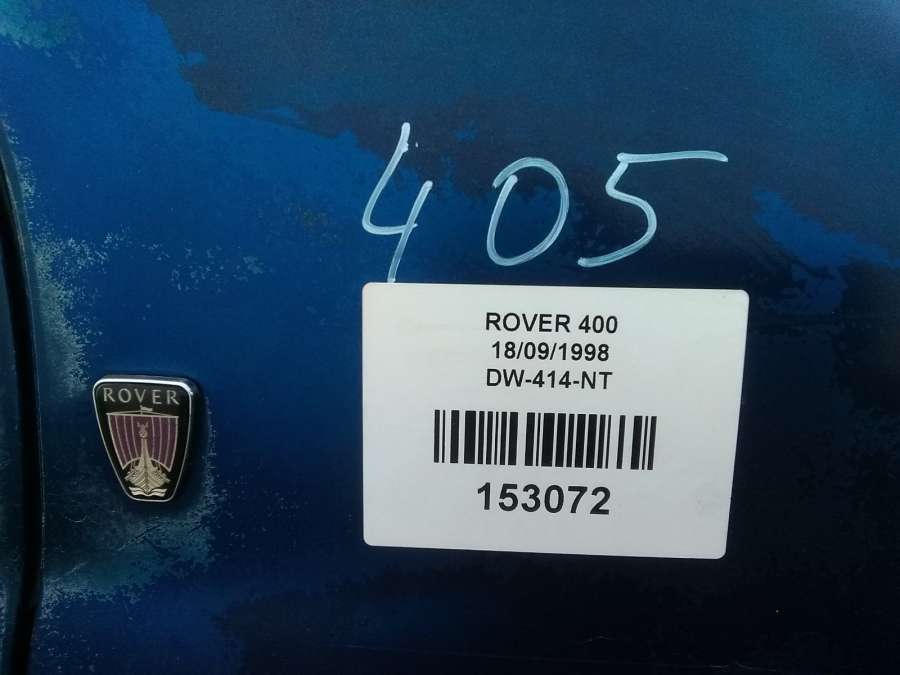 405
ROVER 400
18/09/1998
DW-414-NT
153072
ROVER